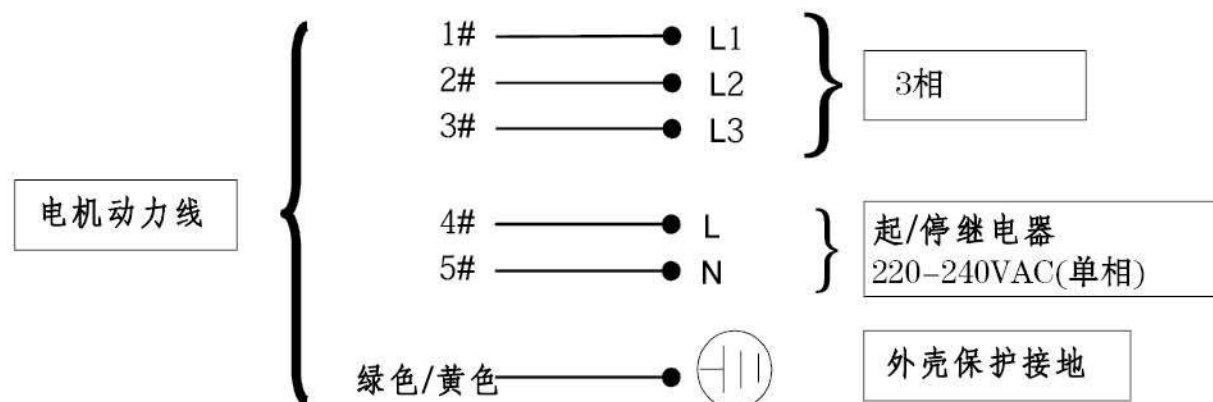 1# L1
2# L2
3# L3
3相
电机动力线
4# L
5# N
起/停继电器
220-240VAC(单相)
绿色/黄色
外壳保护接地